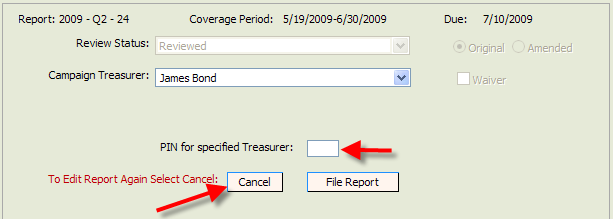 Report: 2009 - Q2 - 24 Coverage Period: 5/19/2009-6/30/2009 Due: 7/10/2009
Review Status: Reviewed Original Amended
Campaign Treasurer: James Bond Waiver
PIN for specified Treasurer:
To Edit Report Again Select Cancel: Cancel File Report